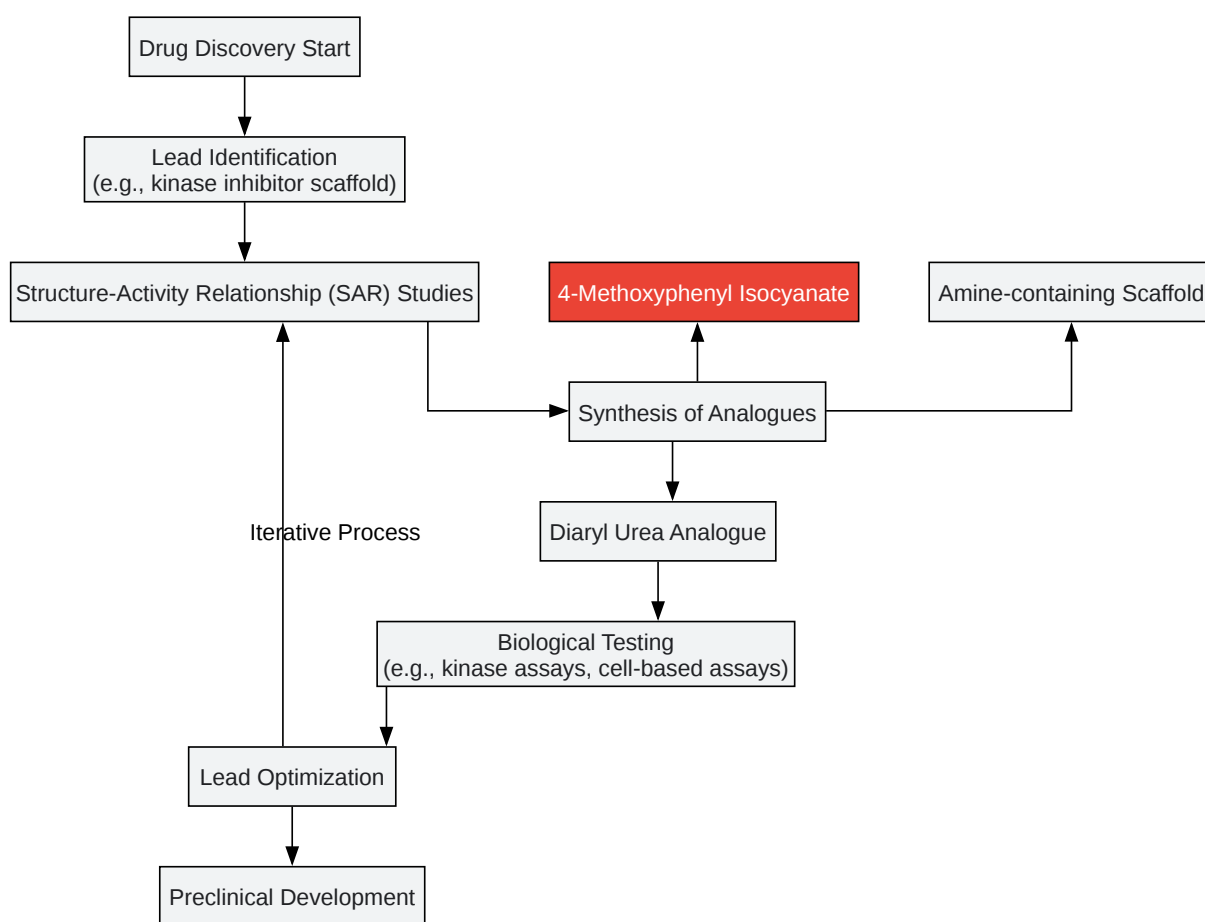 Drug Discovery Start
Lead Identification
(e.g., kinase inhibitor scaffold)
Structure-Activity Relationship (SAR) Studies
4-Methoxyphenyl Isocyanate
Amine-containing Scaffold
Synthesis of Analogues
Diaryl Urea Analogue
Iterative Process
Biological Testing
(e.g., kinase assays, cell-based assays)
Lead Optimization
Preclinical Development